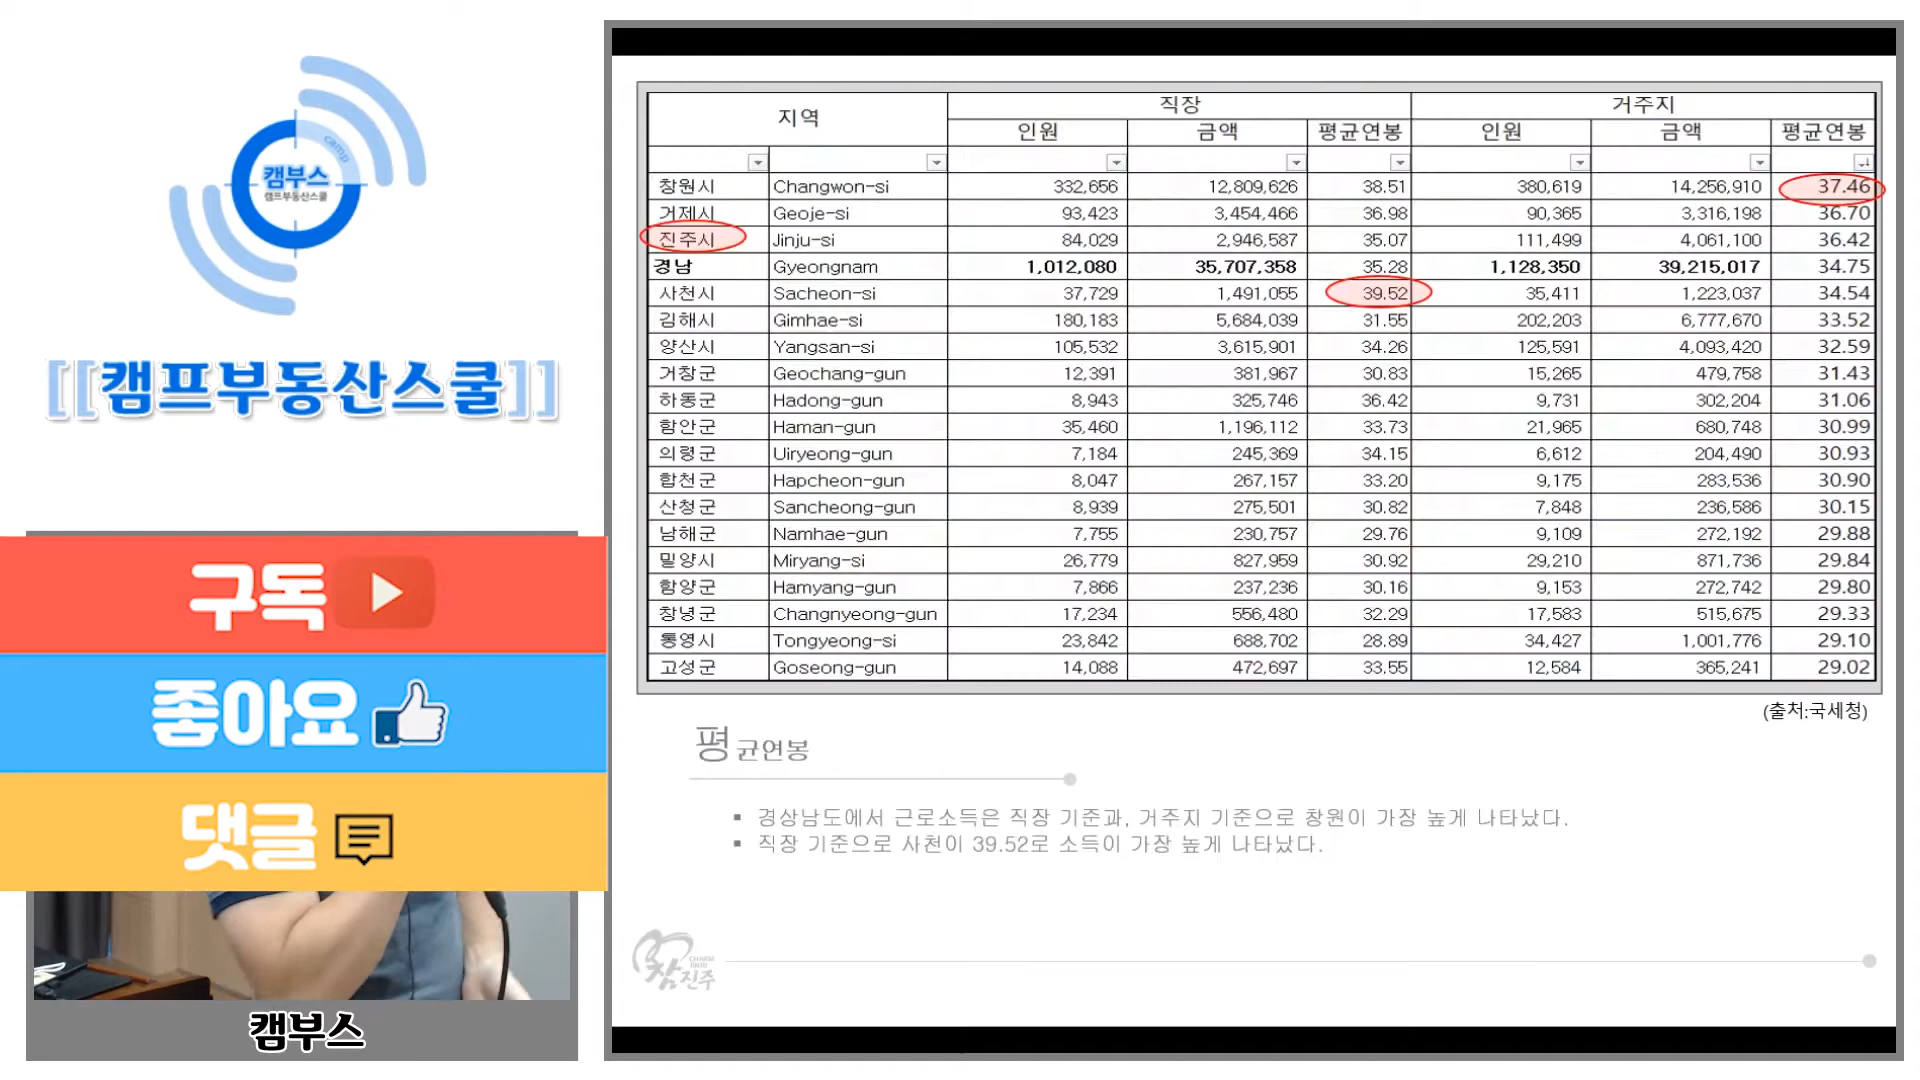 camp
캠부스
캠프부동산스쿨
[[캠프부동산스쿨]]
구독
좋아요
댓글
캠부스
지역 직장 거주지
인원 금액 평균연봉 인원 금액 평균연봉
창원시 Changwon-si 332,656 12,809,626 38.51 380,619 14,256,910 37.46
거제시 Geoje-si 93,423 3,454,466 36.98 90,365 3,316,198 36.70
진주시 Jinju-si 84,029 2,946,587 35.07 111,499 4,061,100 36.42
경남 Gyeongnam 1,012,080 35,707,358 35.28 1,128,350 39,215,017 34.75
사천시 Sacheon-si 37,729 1,491,055 39.52 35,411 1,223,037 34.54
김해시 Gimhae-si 180,183 5,684,039 31.55 202,203 6,777,670 33.52
양산시 Yangsan-si 105,532 3,615,901 34.26 125,591 4,093,420 32.59
거창군 Geochang-gun 12,391 381,967 30.83 15,265 479,758 31.43
하동군 Hadong-gun 8,943 325,746 36.42 9,731 302,204 31.06
함안군 Haman-gun 35,460 1,196,112 33.73 21,965 680,748 30.99
의령군 Uiryeong-gun 7,184 245,369 34.15 6,612 204,490 30.93
합천군 Hapcheon-gun 8,047 267,157 33.20 9,175 283,536 30.90
산청군 Sancheong-gun 8,939 275,501 30.82 7,848 236,586 30.15
남해군 Namhae-gun 7,755 230,757 29.76 9,109 272,192 29.88
밀양시 Miryang-si 26,779 827,959 30.92 29,210 871,736 29.84
함양군 Hamyang-gun 7,866 237,236 30.16 9,153 272,742 29.80
창녕군 Changnyeong-gun 17,234 556,480 32.29 17,583 515,675 29.33
통영시 Tongyeong-si 23,842 688,702 28.89 34,427 1,001,776 29.10
고성군 Goseong-gun 14,088 472,697 33.55 12,584 365,241 29.02
(출처:국세청)
평균연봉
▪ 경상남도에서 근로소득은 직장 기준과, 거주지 기준으로 창원이 가장 높게 나타났다.
▪ 직장 기준으로 사천이 39.52로 소득이 가장 높게 나타났다.
CHARM
JINJU
참진주